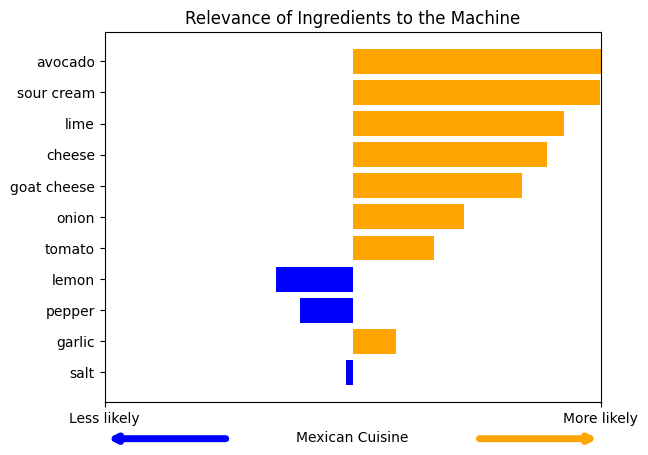 Relevance of Ingredients to the Machine
avocado
sour cream
lime
cheese
goat cheese
onion
tomato
lemon
pepper
garlic
salt
Less likely
More likely
Mexican Cuisine